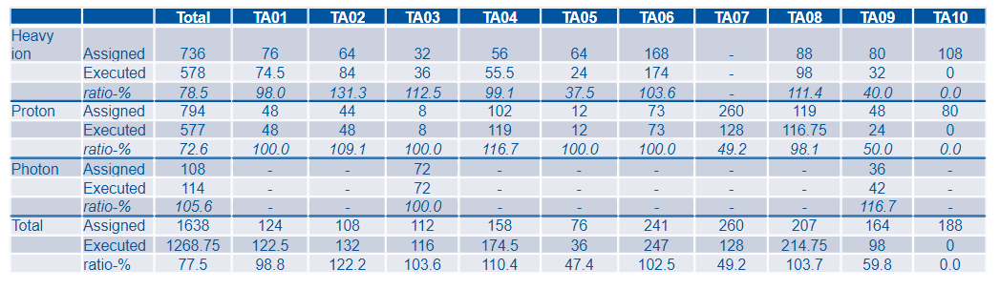 Total TA01 TA02 TA03 TA04 TA05 TA06 TA07 TA08 TA09 TA10
Heavy
ion Assigned 736 76 64 32 56 64 168 - 88 80 108
Executed 578 74.5 84 36 55.5 24 174 - 98 32 0
ratio-% 78.5 98.0 131.3 112.5 99.1 37.5 103.6 - 111.4 40.0 0.0
Proton Assigned 794 48 44 8 102 12 73 260 119 48 80
Executed 577 48 48 8 119 12 73 128 116.75 24 0
ratio-% 72.6 100.0 109.1 100.0 116.7 100.0 100.0 49.2 98.1 50.0 0.0
Photon Assigned 108 - - 72 - - - - - 36 -
Executed 114 - - 72 - - - - - 42 -
ratio-% 105.6 - - 100.0 - - - - - 116.7 -
Total Assigned 1638 124 108 112 158 76 241 260 207 164 188
Executed 1268.75 122.5 132 116 174.5 36 247 128 214.75 98 0
ratio-% 77.5 98.8 122.2 103.6 110.4 47.4 102.5 49.2 103.7 59.8 0.0